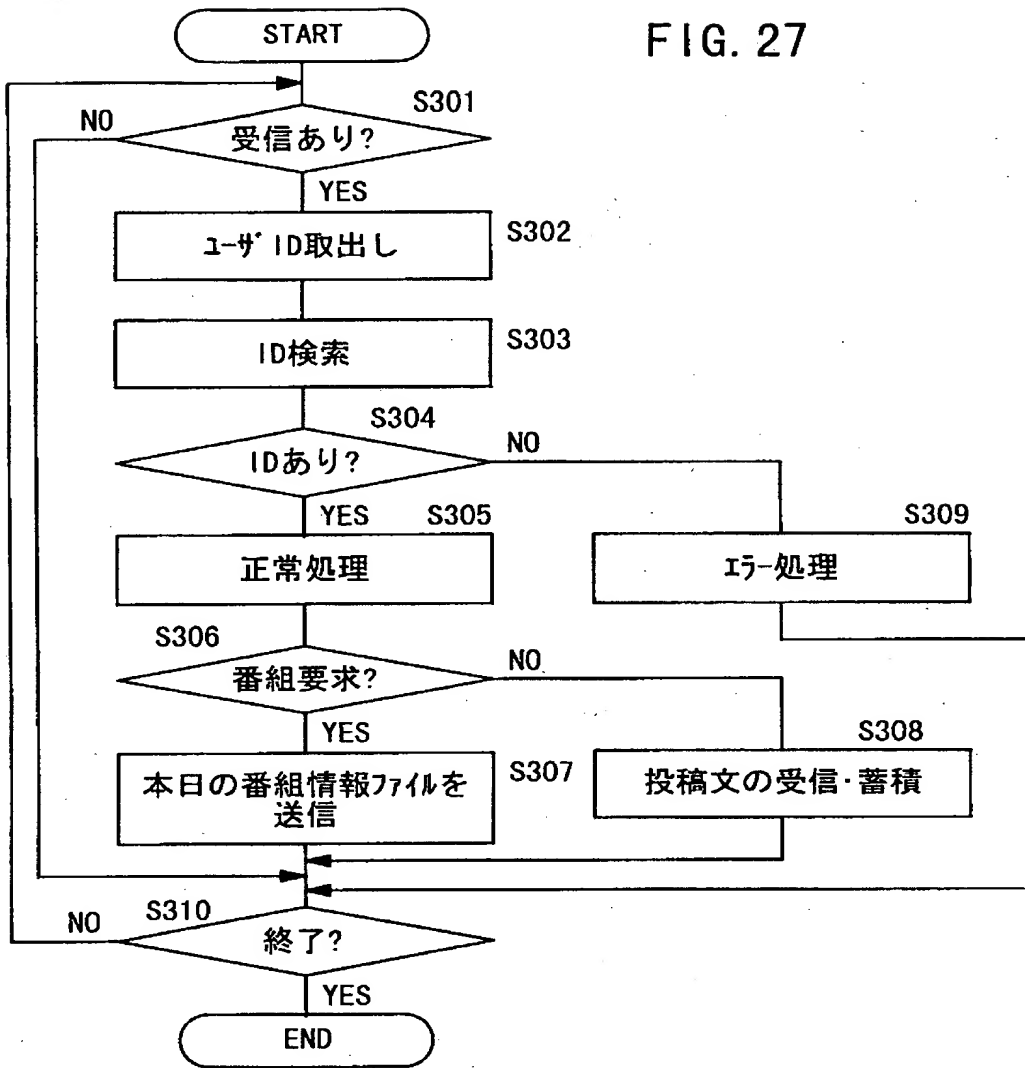 FIG. 27
START
S301
NO
受信あり?
YES
ユーザID取出し
S302
ID検索
S303
S304
IDあり?
NO
YES
S305
正常処理
S309
エラー処理
S306
番組要求?
NO
YES
本日の番組情報ファイルを
送信
S307
S308
投稿文の受信・蓄積
S310
NO
終了?
YES
END